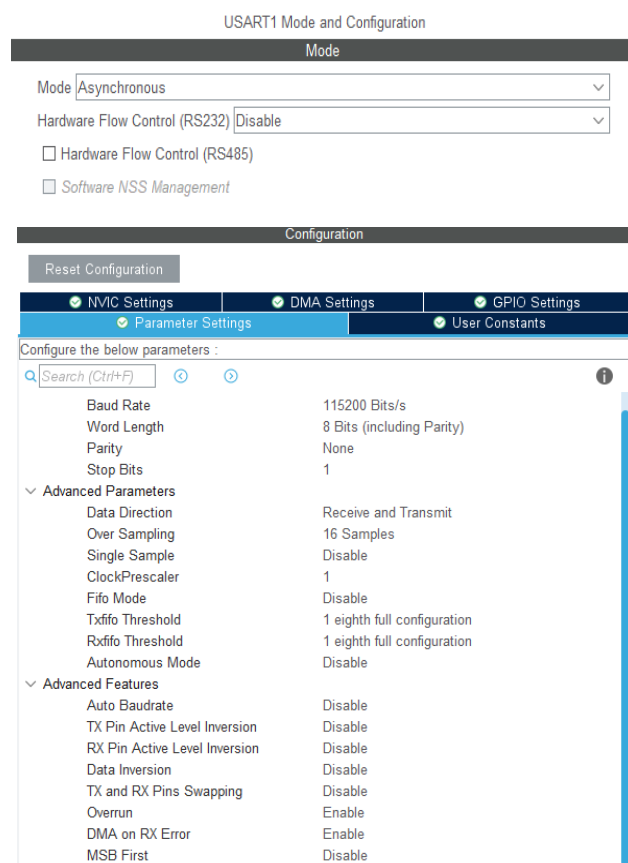 USART1 Mode and Configuration
Mode
Mode Asynchronous
Hardware Flow Control (RS232) Disable
Hardware Flow Control (RS485)
Software NSS Management
Configuration
Reset Configuration
NVIC Settings DMA Settings GPIO Settings
Parameter Settings User Constants
Configure the below parameters :
Search (Ctrl+F)
Baud Rate 115200 Bits/s
Word Length 8 Bits (including Parity)
Parity None
Stop Bits 1
Advanced Parameters
Data Direction Receive and Transmit
Over Sampling 16 Samples
Single Sample Disable
ClockPrescaler 1
Fifo Mode Disable
Txfifo Threshold 1 eighth full configuration
Rxfifo Threshold 1 eighth full configuration
Autonomous Mode Disable
Advanced Features
Auto Baudrate Disable
TX Pin Active Level Inversion Disable
RX Pin Active Level Inversion Disable
Data Inversion Disable
TX and RX Pins Swapping Disable
Overrun Enable
DMA on RX Error Enable
MSB First Disable